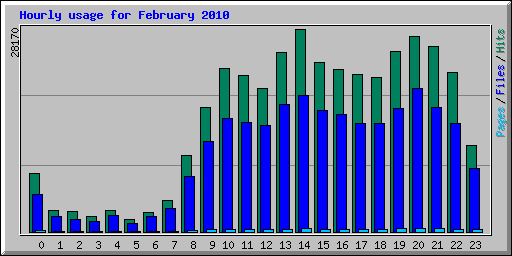 Hourly usage for February 2010
28170
Pages/Files/Hits
0 1 2 3 4 5 6 7 8 9 10 11 12 13 14 15 16 17 18 19 20 21 22 23